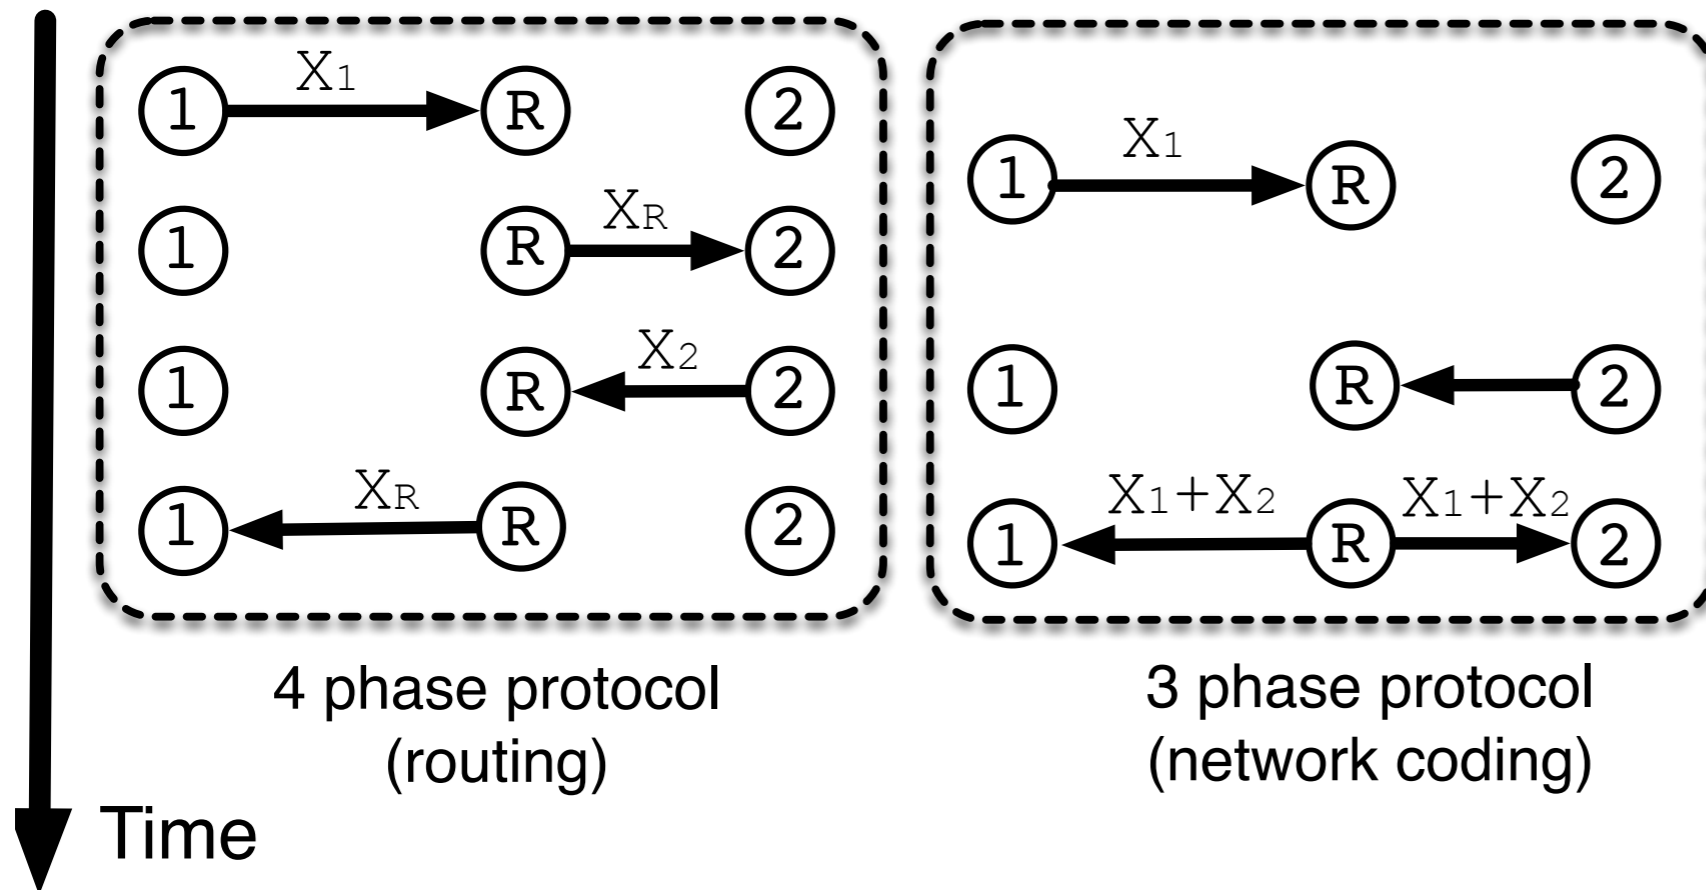 X1
1 R 2
XR
1 R 2
X2
1 R 2
XR
1 R 2
4 phase protocol
(routing)
X1
1 R 2
1 R 2
X1+X2 X1+X2
1 R 2
3 phase protocol
(network coding)
Time